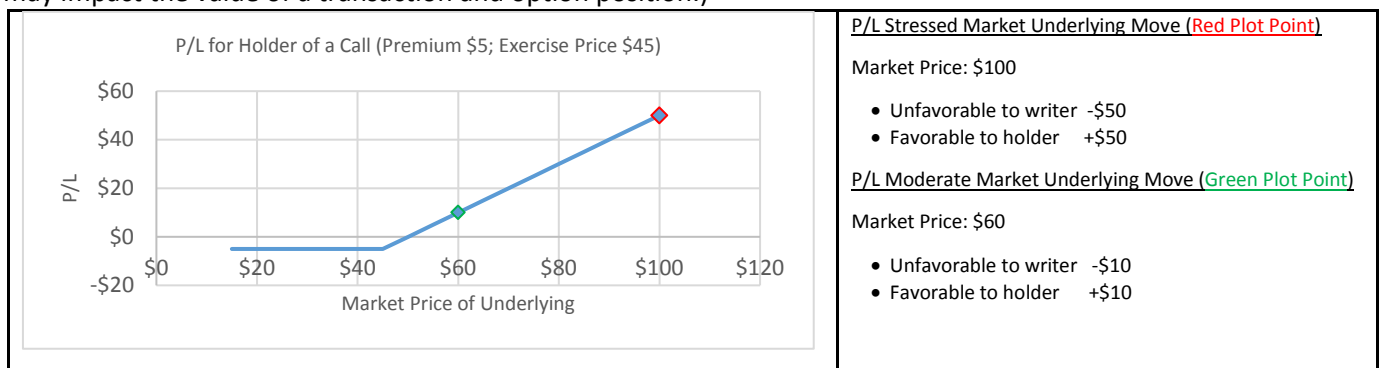 may impact the value of a transaction and option position.)
P/L for Holder of a Call (Premium $5; Exercise Price $45)
$60
$40
$20
$0
-$20
P/L
$0 $20 $40 $60 $80 $100 $120
Market Price of Underlying
P/L Stressed Market Underlying Move (Red Plot Point)
Market Price: $100
• Unfavorable to writer -$50
• Favorable to holder +$50
P/L Moderate Market Underlying Move (Green Plot Point)
Market Price: $60
• Unfavorable to writer -$10
• Favorable to holder +$10